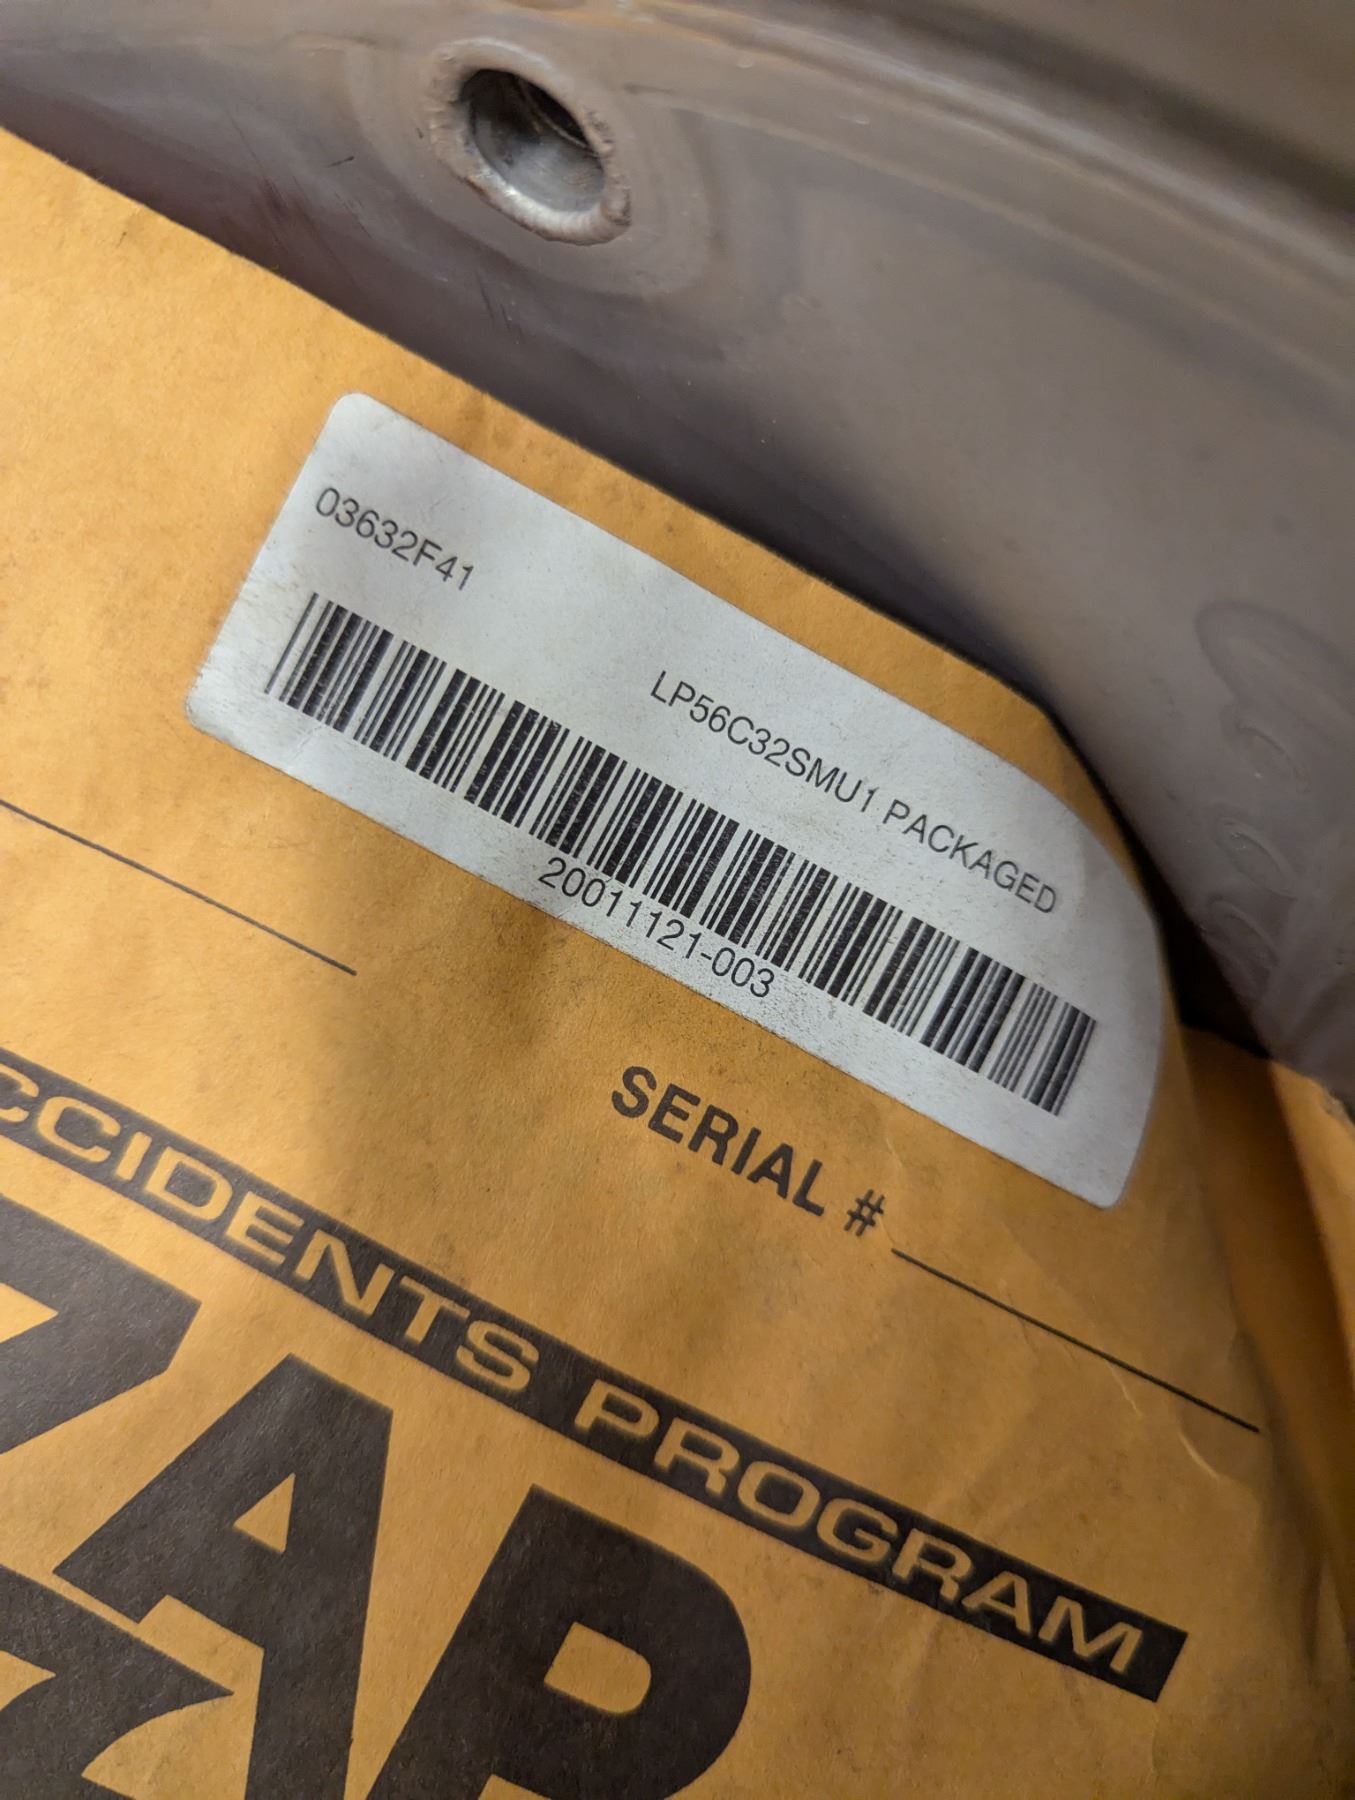 03632F41
LP56C32SMU1 PACKAGED
20011121-003
SERIAL #
CCIDENTS PROGRAM
ZAP